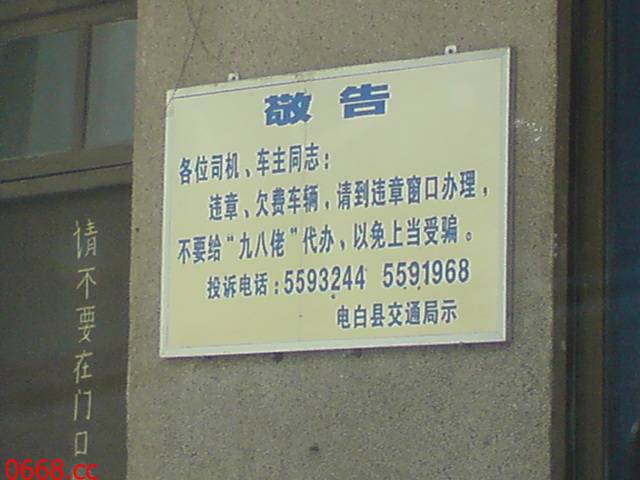 敬告
各位司机、车主同志：
违章、欠费车辆，请到违章窗口办理，
不要给“九八佬”代办、以免上当受骗。
投诉电话：5593244 5591968
电白县交通局示
请不要在门口
0668.cc